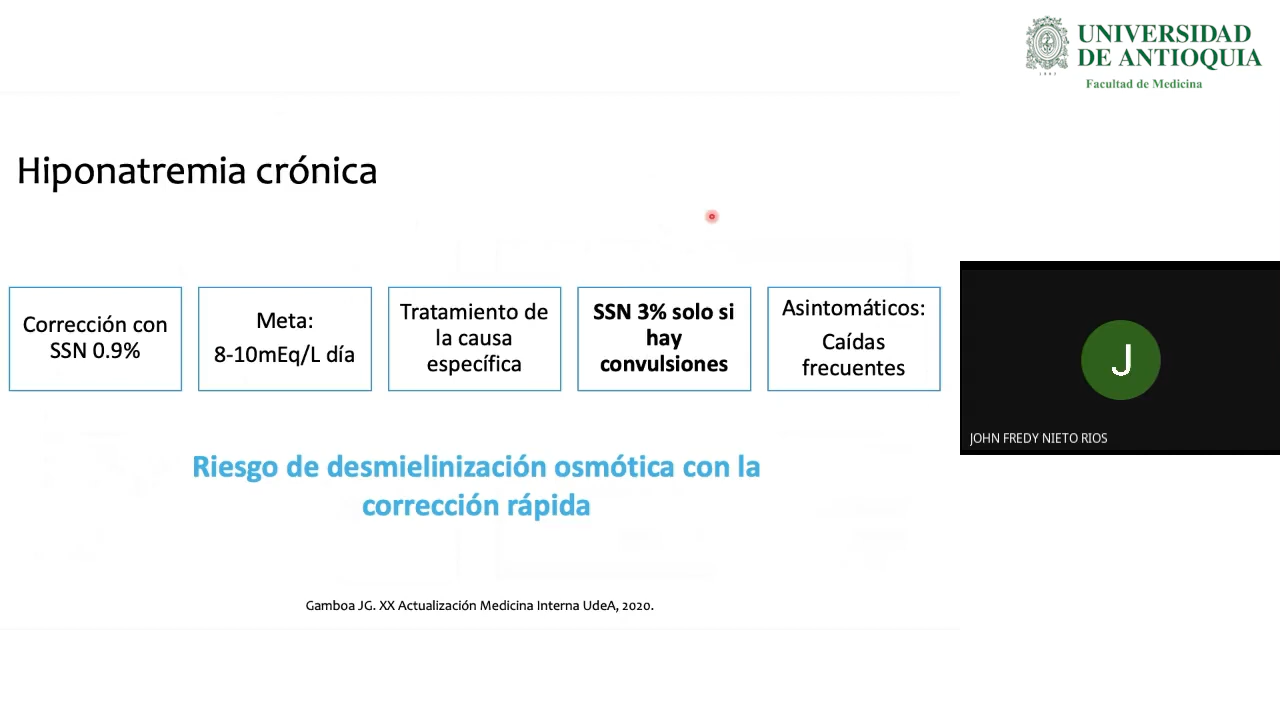 UNIVERSIDAD
DE ANTIOQUIA
Facultad de Medicina
Hiponatremia crónica
Corrección con
SSN 0.9%
Meta:
8-10mEq/L día
Tratamiento de
la causa
específica
SSN 3% solo si
hay
convulsiones
Asintomáticos:
Caídas
frecuentes
Riesgo de desmielinización osmótica con la
corrección rápida
Gamboa JG. XX Actualización Medicina Interna UdeA, 2020.
J
JOHN FREDY NIETO RIOS